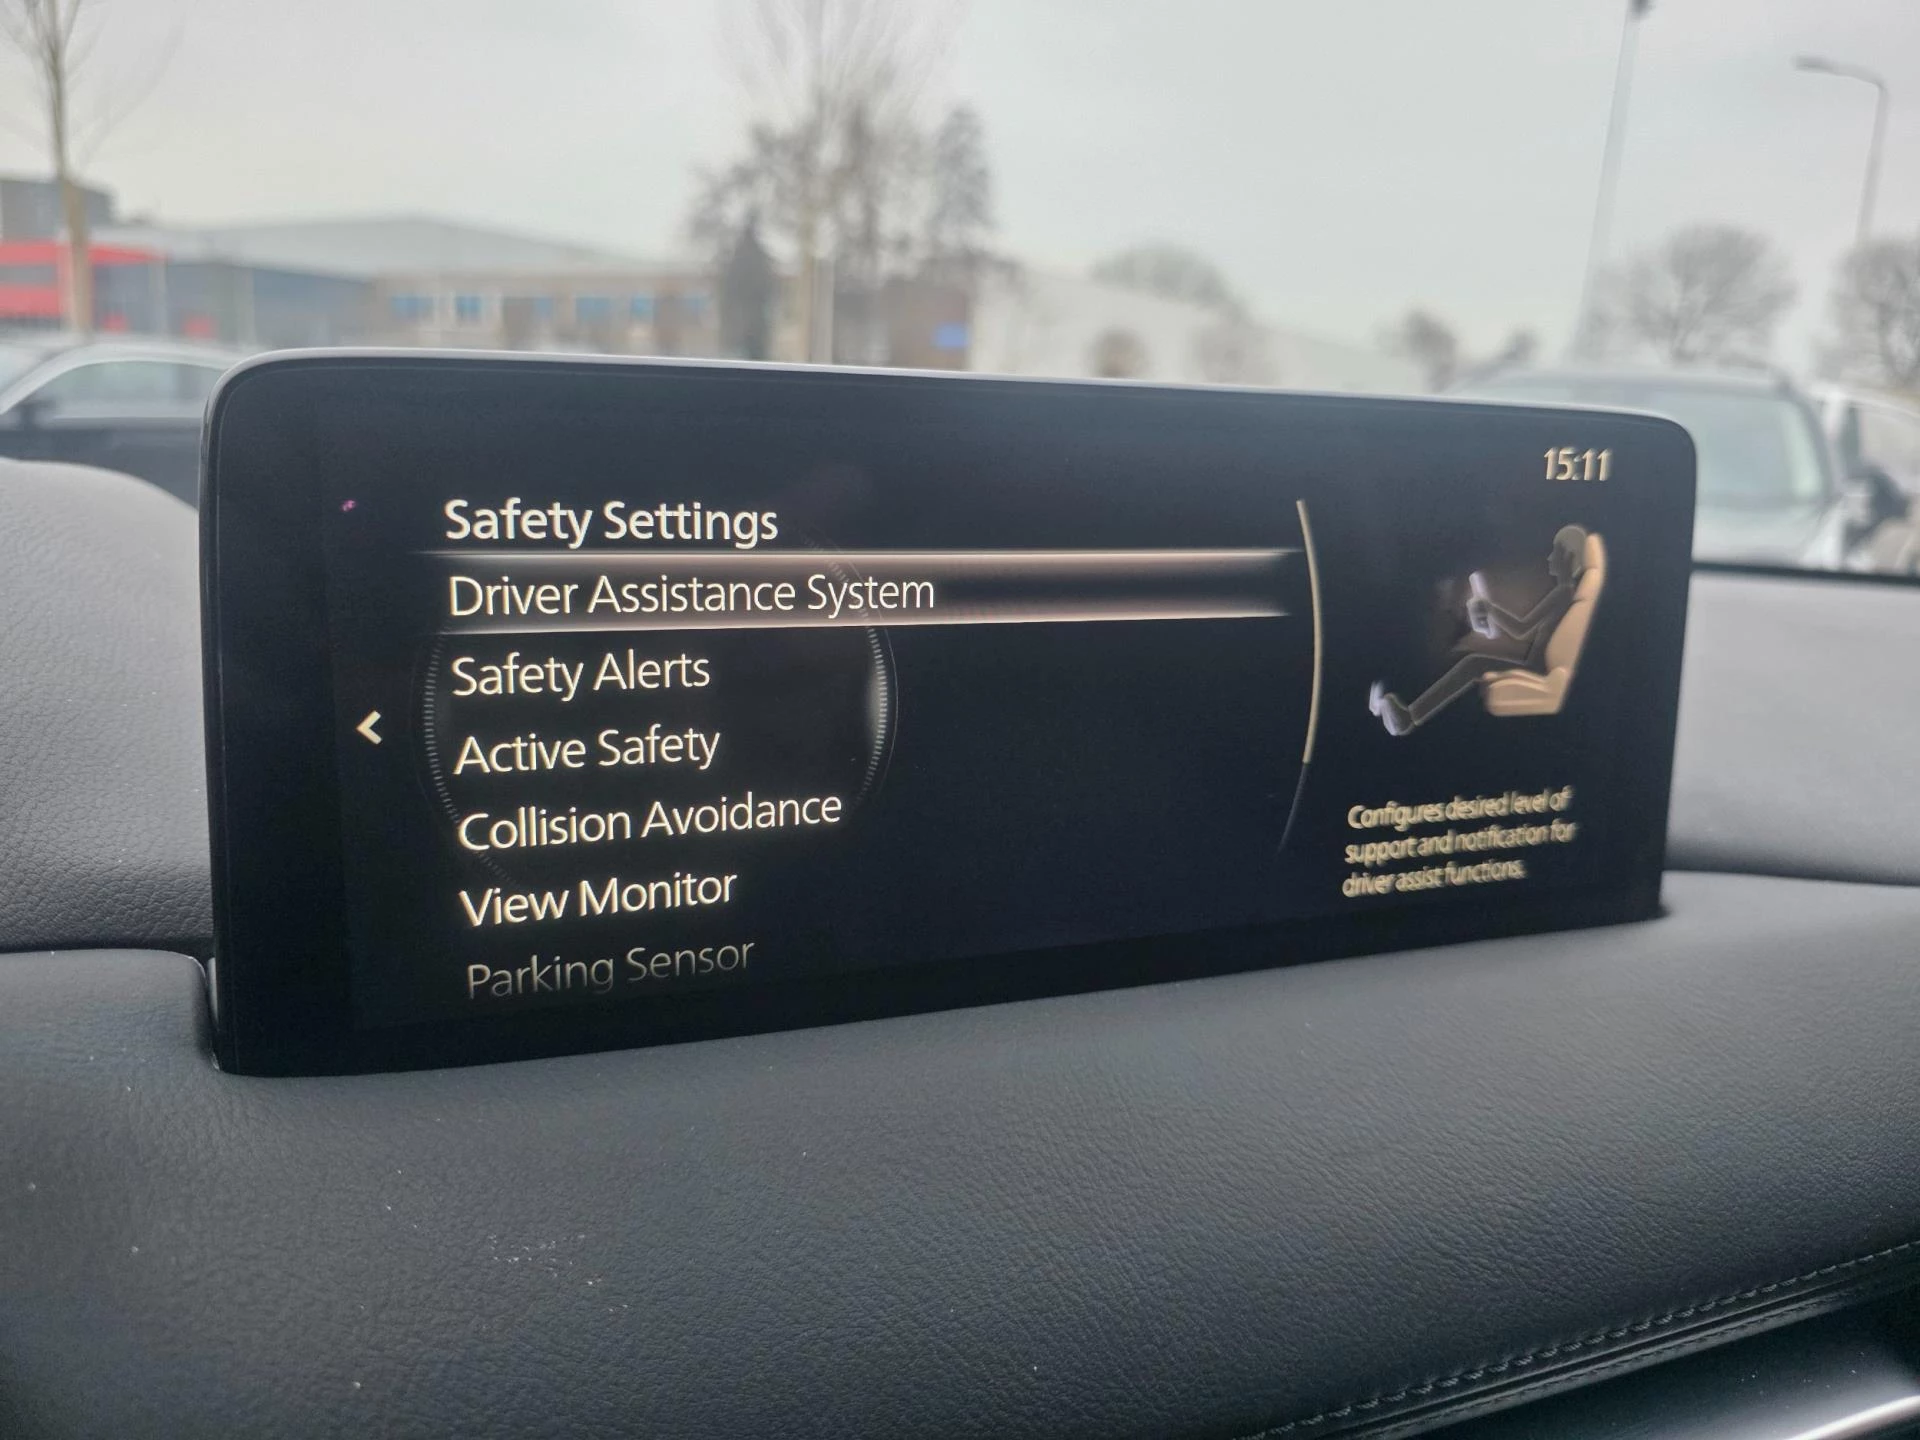 15:11
Safety Settings
Driver Assistance System
Safety Alerts
Active Safety
Collision Avoidance
View Monitor
Parking Sensor
Configures desired level of
support and notification for
driver assist functions.